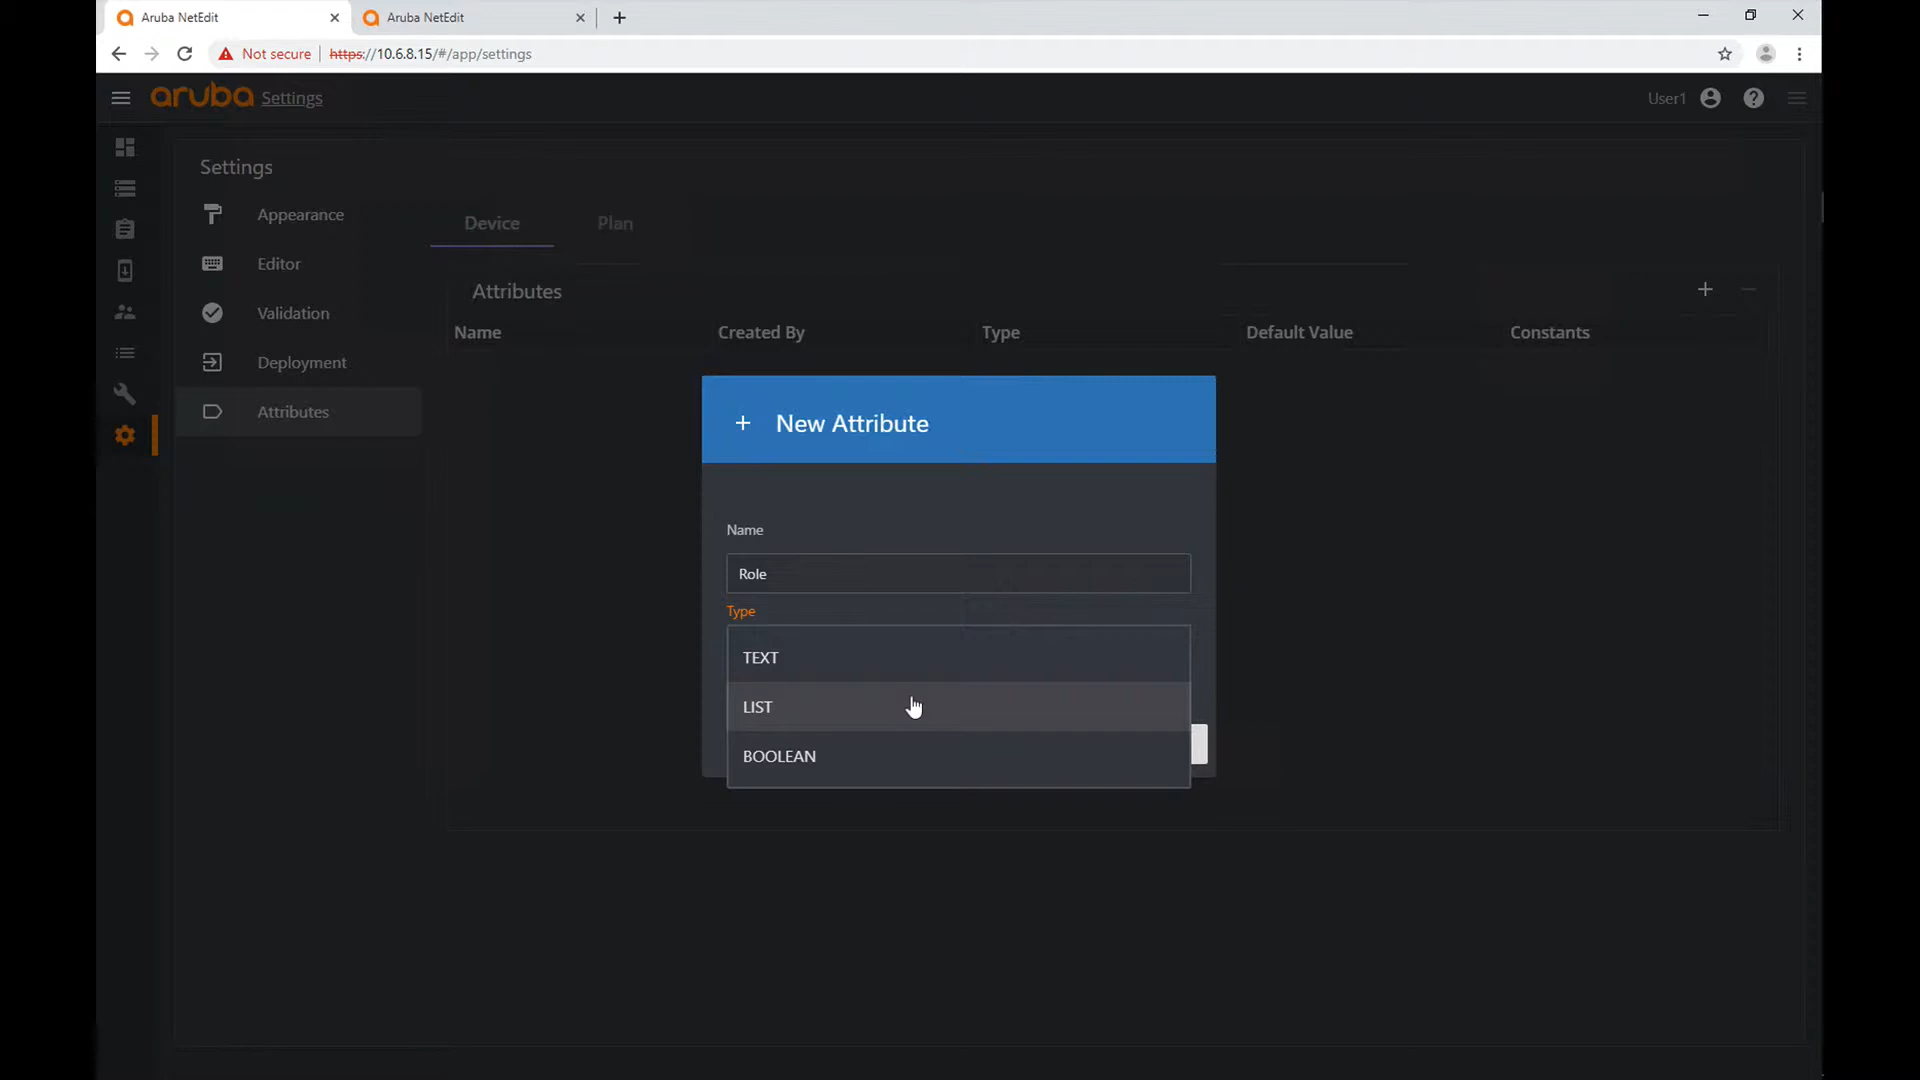 Aruba NetEdit
Aruba NetEdit
Not secure
https://10.6.8.15/#/app/settings
aruba Settings
User1
Settings
Appearance
Editor
Validation
Deployment
Attributes
Device
Plan
Attributes
Name
Created By
Type
Default Value
Constants
+ New Attribute
Name
Role
Type
TEXT
LIST
BOOLEAN